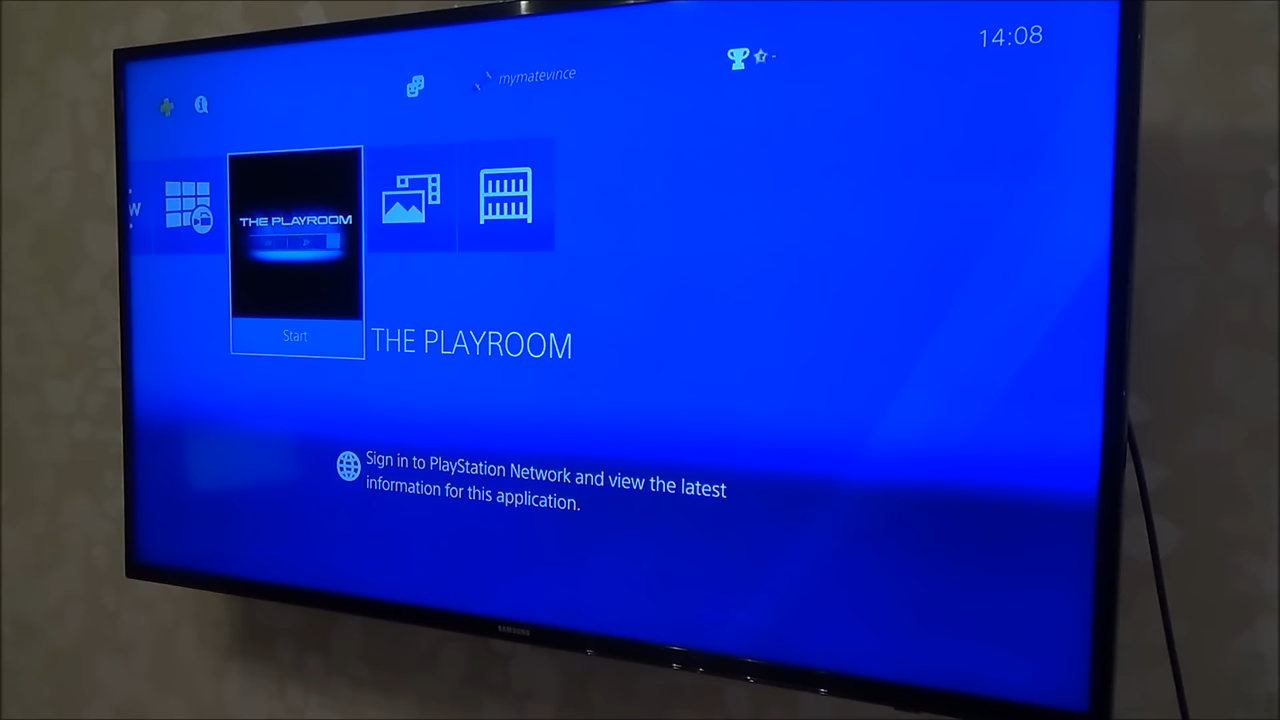 14:08
mymatevince
-
THE PLAYROOM
Start
THE PLAYROOM
Sign in to PlayStation Network and view the latest
information for this application.
SAMSUNG